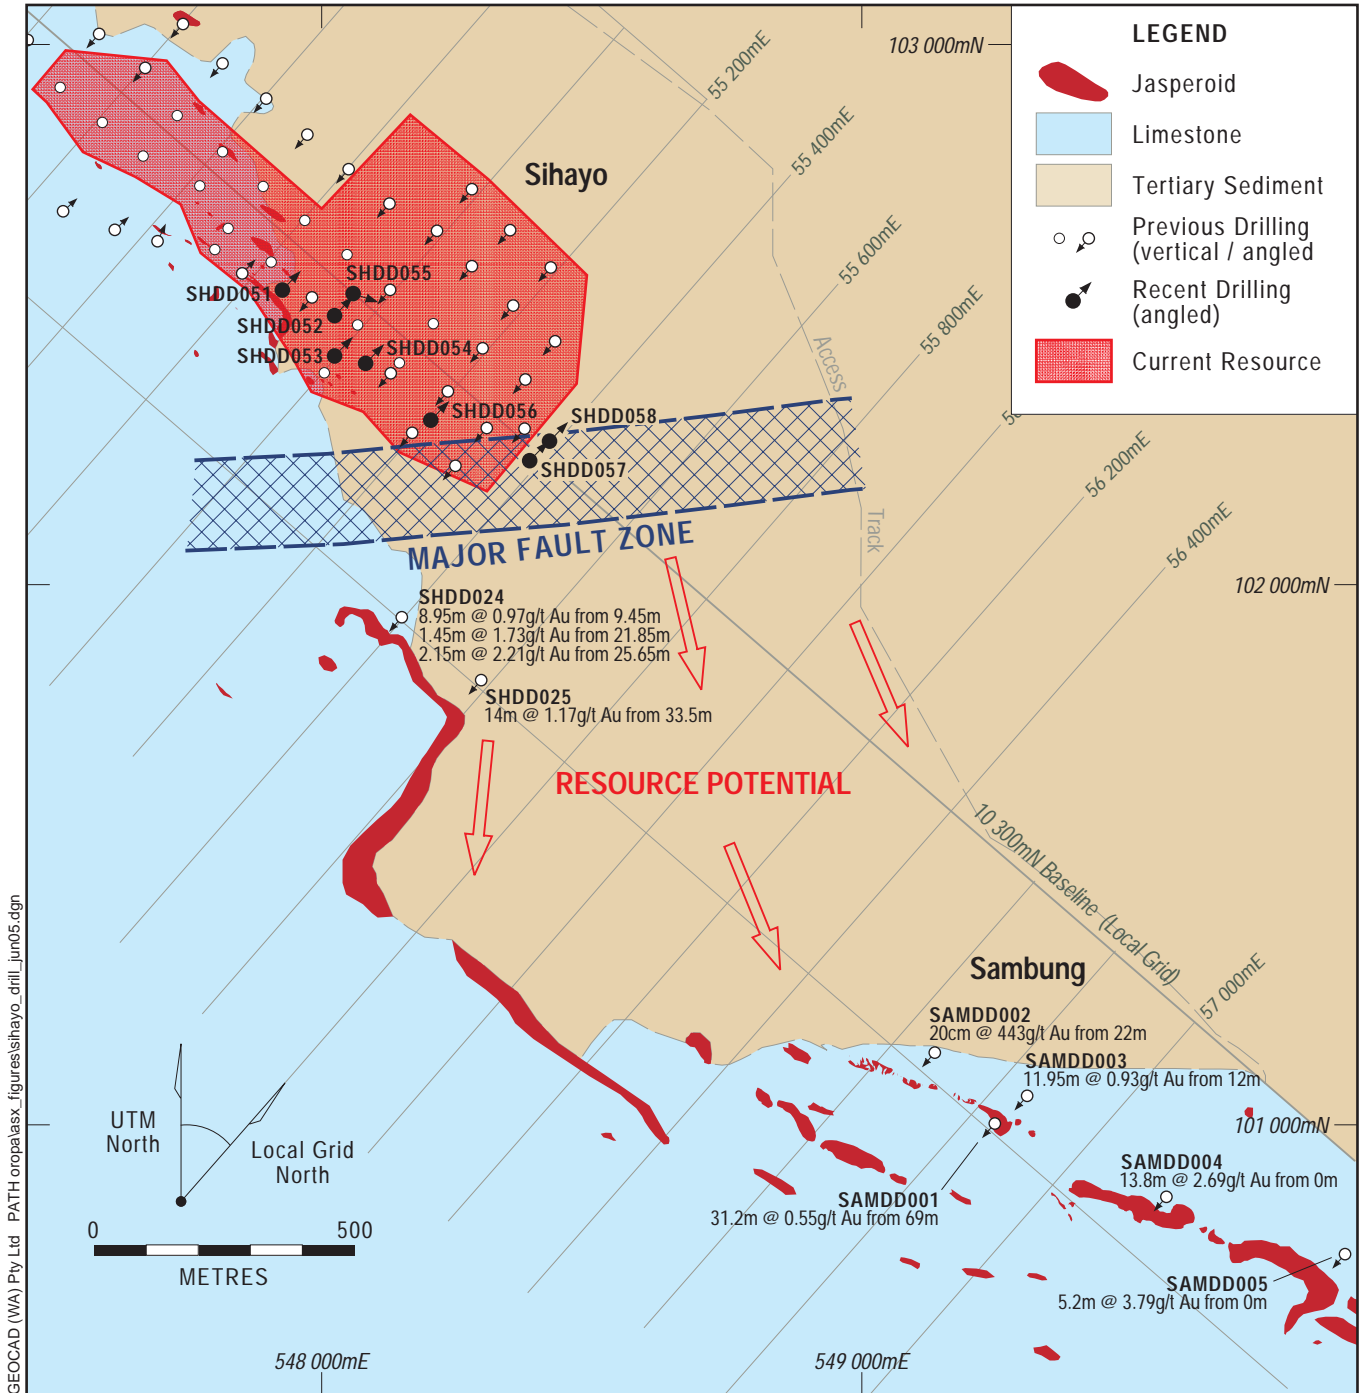 103 000mN
LEGEND
Jasperoid
Limestone
Tertiary Sediment
Previous Drilling
(vertical / angled
Recent Drilling
(angled)
Current Resource
55 200mE
55 400mE
55 600mE
55 800mE
56 200mE
56 400mE
57 000mE
Sihayo
SHDD055
SHDD051
SHDD052
SHDD053
SHDD054
SHDD056
SHDD058
SHDD057
Access
Track
MAJOR FAULT ZONE
102 000mN
SHDD024
8.95m @ 0.97g/t Au from 9.45m
1.45m @ 1.73g/t Au from 21.85m
2.15m @ 2.21g/t Au from 25.65m
SHDD025
14m @ 1.17g/t Au from 33.5m
RESOURCE POTENTIAL
10 300mN Baseline (Local Grid)
Sambung
SAMDD002
20cm @ 443g/t Au from 22m
SAMDD003
11.95m @ 0.93g/t Au from 12m
101 000mN
SAMDD004
13.8m @ 2.69g/t Au from 0m
SAMDD001
31.2m @ 0.55g/t Au from 69m
SAMDD005
5.2m @ 3.79g/t Au from 0m
UTM
North
Local Grid
North
0 500
METRES
548 000mE
549 000mE
GEOCAD (WA) Pty Ltd PATH oropa\asx_figures\sihayo_drill_jun05.dgn